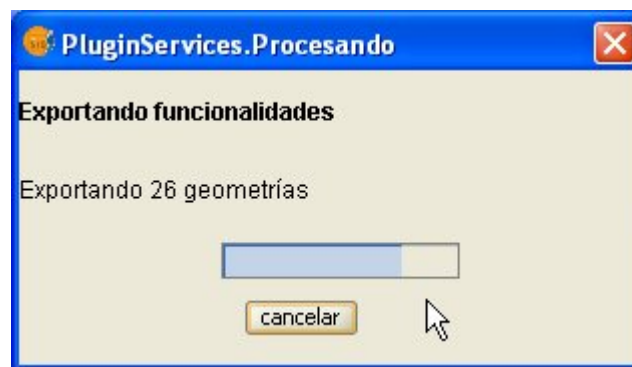 PluginServices.Procesando
Exportando funcionalidades
Exportando 26 geometrías
cancelar